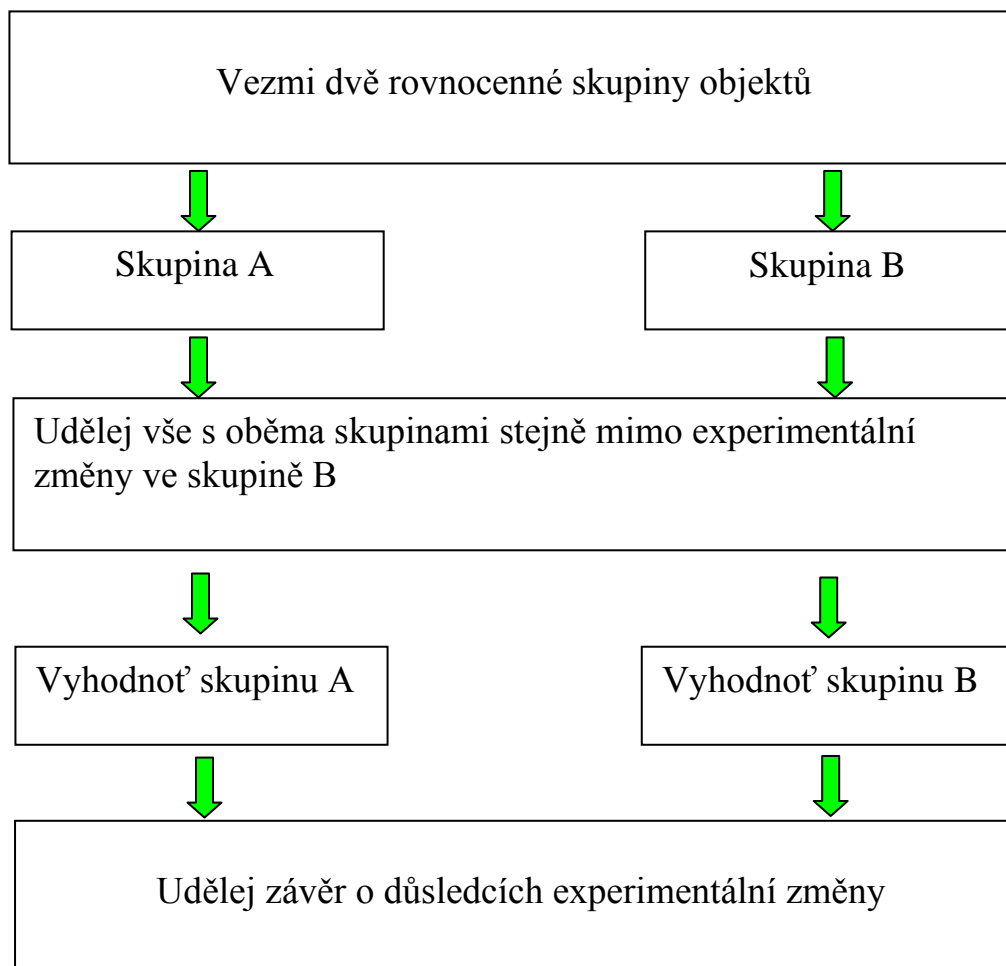 Vezmi dvě rovnocenné skupiny objektů
Skupina A
Skupina B
Udělej vše s oběma skupinami stejně mimo experimentální
změny ve skupině B
Vyhodnoť skupinu A
Vyhodnoť skupinu B
Udělej závěr o důsledcích experimentální změny